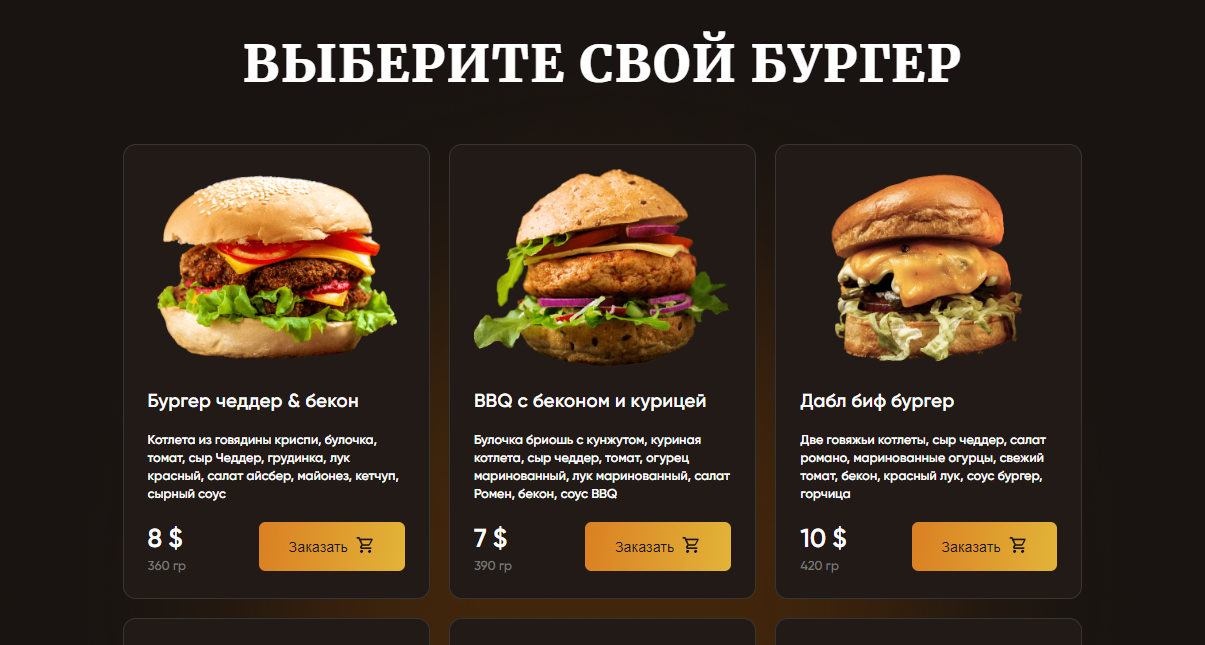 ВЫБЕРИТЕ СВОЙ БУРГЕР
Бургер чеддер & бекон
Котлета из говядины криспи, булочка,
томат, сыр Чеддер, грудинка, лук
красный, салат айсбер, майонез, кетчуп,
сырный соус
8 $
360 гр
Заказать
BBQ с беконом и курицей
Булочка бриошь с кунжутом, куриная
котлета, сыр чеддер, томат, огурец
маринованный, лук маринованный, салат
Ромен, бекон, соус BBQ
7 $
390 гр
Заказать
Дабл биф бургер
Две говяжьи котлеты, сыр чеддер, салат
романо, маринованные огурцы, свежий
томат, бекон, красный лук, соус бургер,
горчица
10 $
420 гр
Заказать